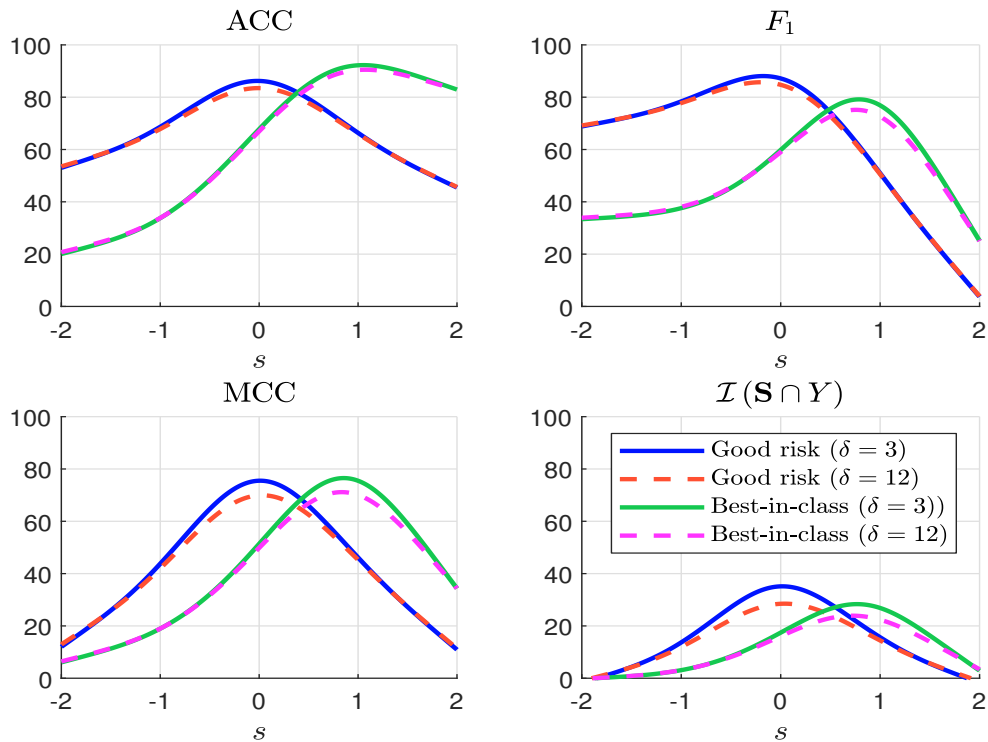 ACC
100
80
60
40
20
0
-2 -1 0 1 2
s
F1
100
80
60
40
20
0
-2 -1 0 1 2
s
MCC
100
80
60
40
20
0
-2 -1 0 1 2
s
I (S ∩ Y)
100
80
60
40
20
0
Good risk (δ = 3)
Good risk (δ = 12)
Best-in-class (δ = 3))
Best-in-class (δ = 12)
-2 -1 0 1 2
s